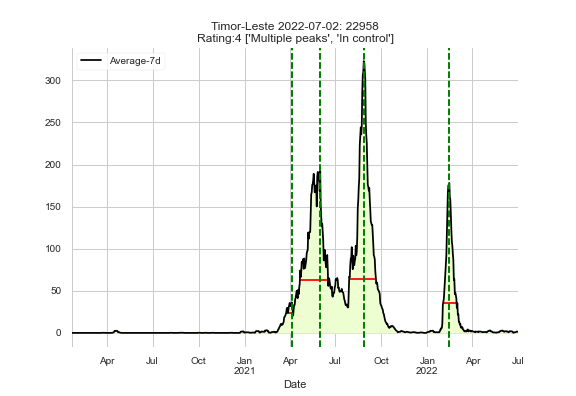 Timor-Leste 2022-07-02: 22958
Rating:4 ['Multiple peaks', 'In control']
Average-7d
300
250
200
150
100
50
0
Apr Jul Oct Jan Apr Jul Oct Jan Apr Jul
2021 2022
Date